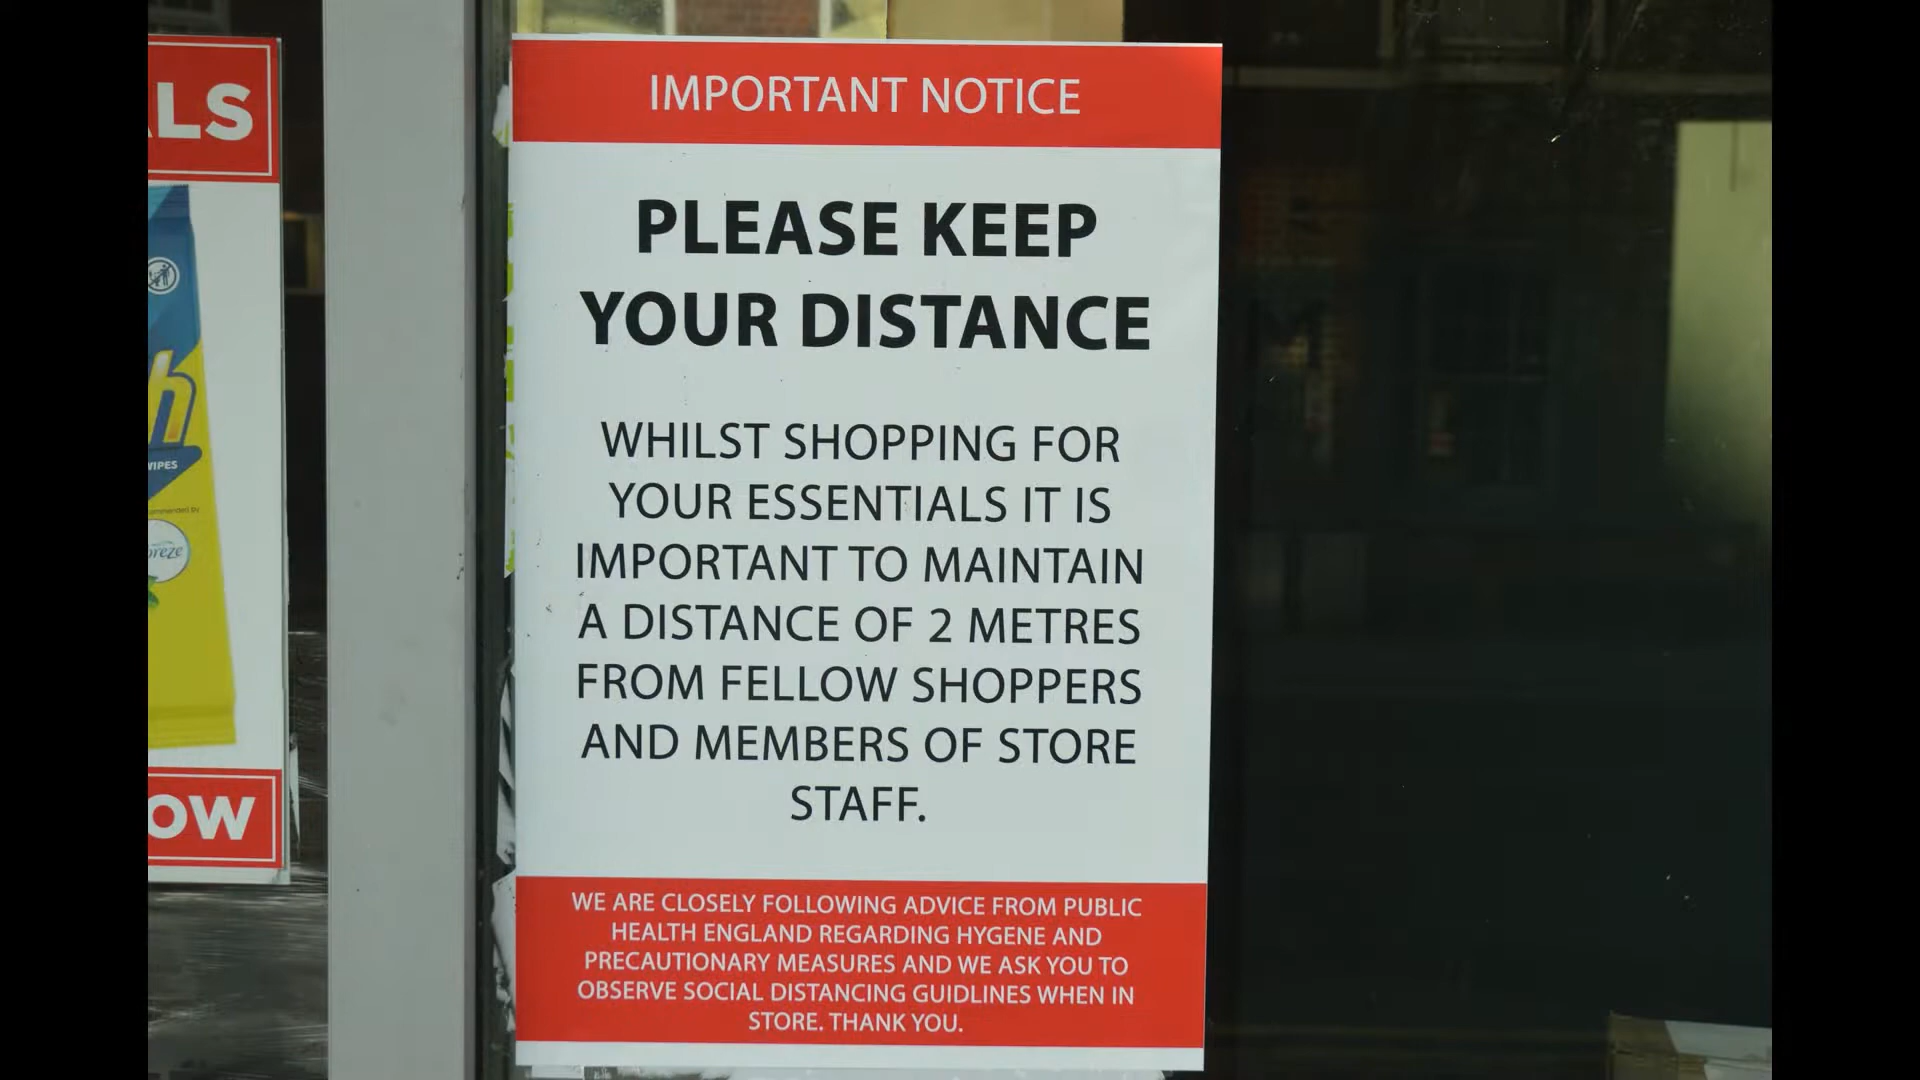 LS
h
WIPES
OW
IMPORTANT NOTICE
PLEASE KEEP
YOUR DISTANCE
WHILST SHOPPING FOR
YOUR ESSENTIALS IT IS
IMPORTANT TO MAINTAIN
A DISTANCE OF 2 METRES
FROM FELLOW SHOPPERS
AND MEMBERS OF STORE
STAFF.
WE ARE CLOSELY FOLLOWING ADVICE FROM PUBLIC
HEALTH ENGLAND REGARDING HYGENE AND
PRECAUTIONARY MEASURES AND WE ASK YOU TO
OBSERVE SOCIAL DISTANCING GUIDLINES WHEN IN
STORE. THANK YOU.